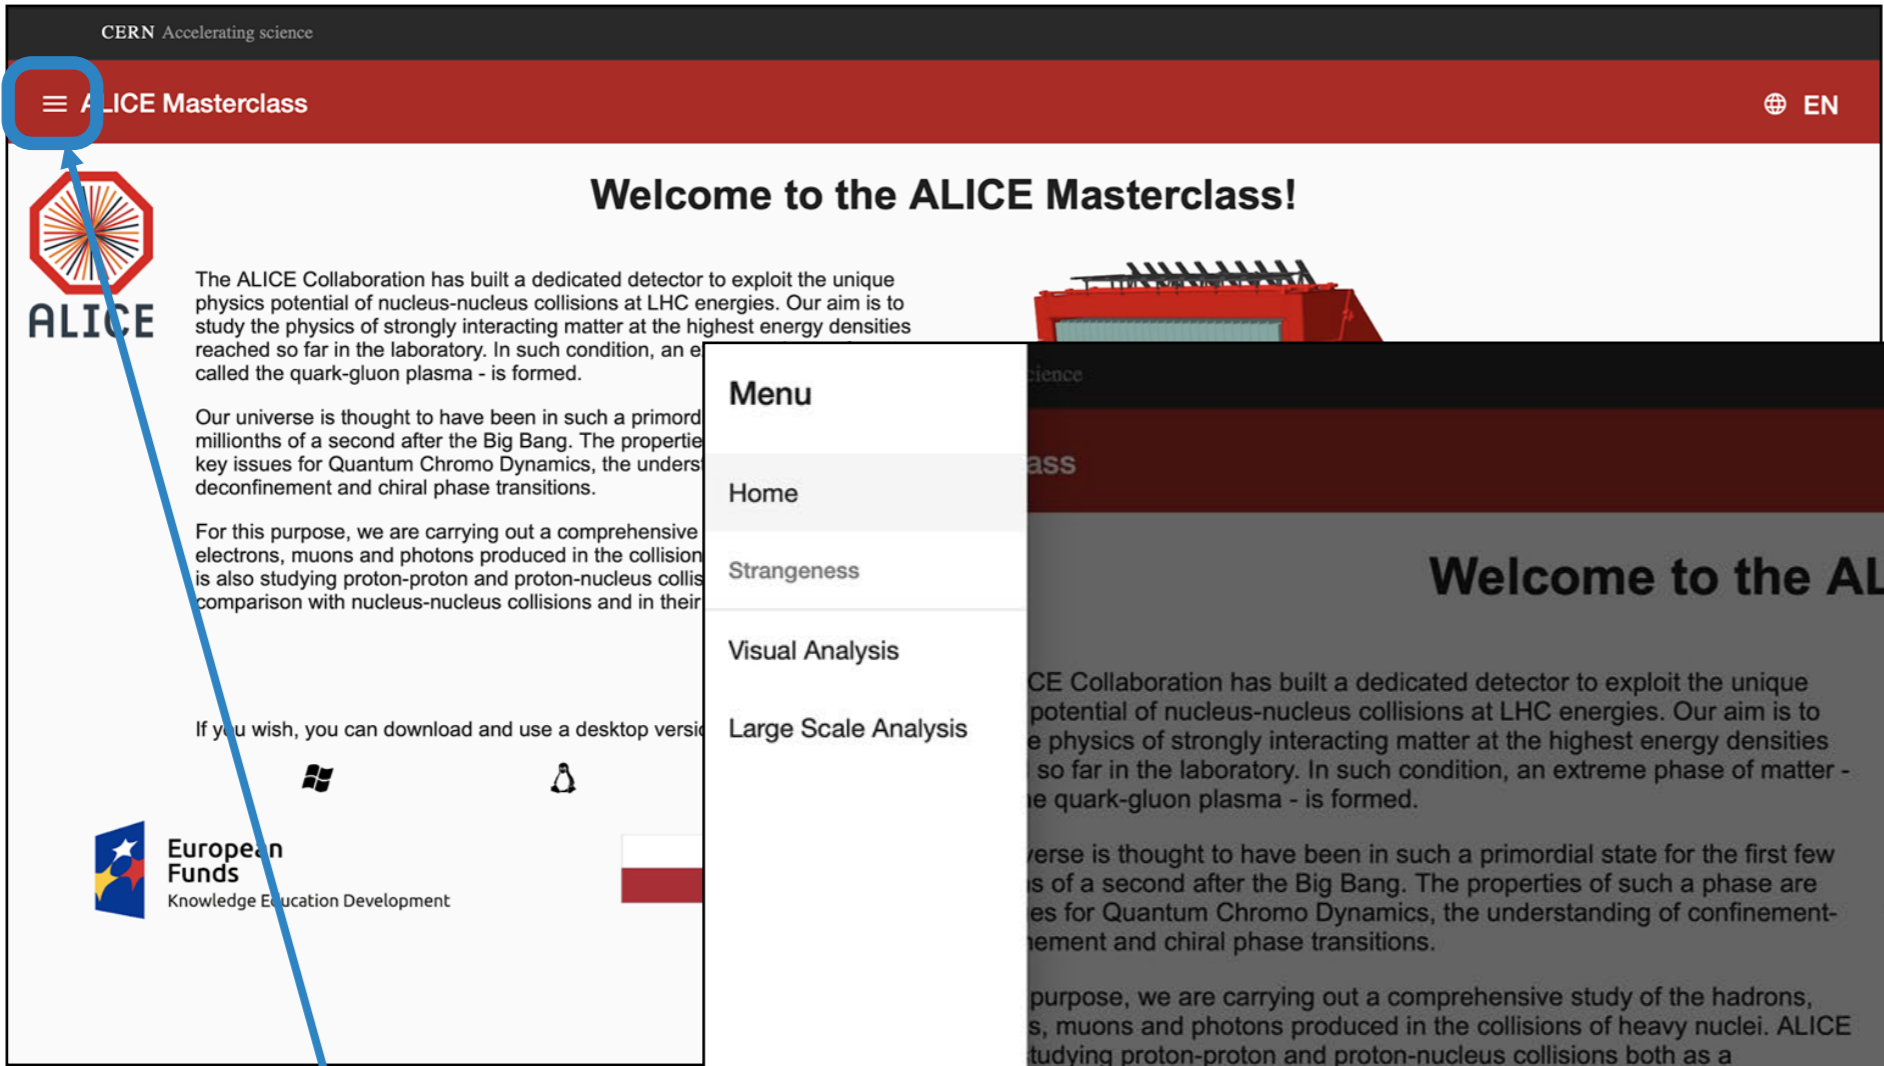 CERN Accelerating science
ALICE Masterclass
EN
ALICE
Welcome to the ALICE Masterclass!
The ALICE Collaboration has built a dedicated detector to exploit the unique
physics potential of nucleus-nucleus collisions at LHC energies. Our aim is to
study the physics of strongly interacting matter at the highest energy densities
reached so far in the laboratory. In such condition, an e
called the quark-gluon plasma - is formed.
Our universe is thought to have been in such a primord
millionths of a second after the Big Bang. The propertie
key issues for Quantum Chromo Dynamics, the underst
deconfinement and chiral phase transitions.
For this purpose, we are carrying out a comprehensive
electrons, muons and photons produced in the collision
is also studying proton-proton and proton-nucleus collis
comparison with nucleus-nucleus collisions and in their
If you wish, you can download and use a desktop versio
European
Funds
Knowledge Education Development
Menu
Home
Strangeness
Visual Analysis
Large Scale Analysis
cience
ass
Welcome to the AL
CE Collaboration has built a dedicated detector to exploit the unique
potential of nucleus-nucleus collisions at LHC energies. Our aim is to
e physics of strongly interacting matter at the highest energy densities
so far in the laboratory. In such condition, an extreme phase of matter -
e quark-gluon plasma - is formed.
verse is thought to have been in such a primordial state for the first few
s of a second after the Big Bang. The properties of such a phase are
es for Quantum Chromo Dynamics, the understanding of confinement-
nement and chiral phase transitions.
purpose, we are carrying out a comprehensive study of the hadrons,
s, muons and photons produced in the collisions of heavy nuclei. ALICE
tudying proton-proton and proton-nucleus collisions both as a